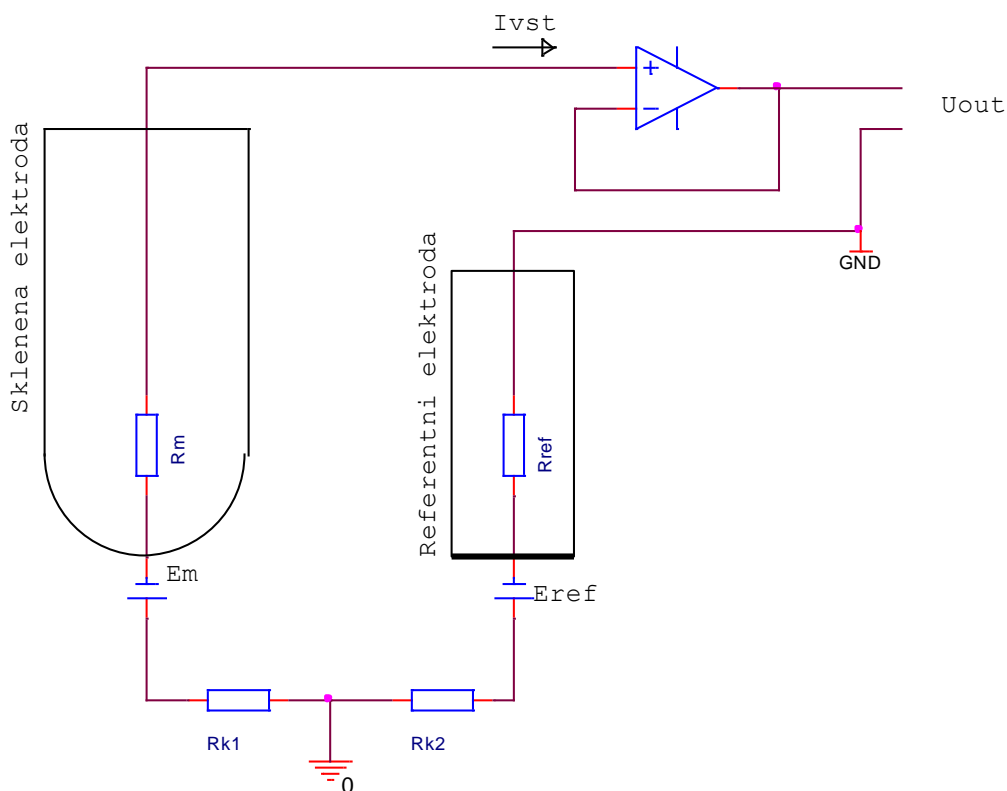 Ivst
+
−
Uout
Sklenena elektroda
Referentni elektroda
GND
Rm
Rref
Em
Eref
Rk1
Rk2
0